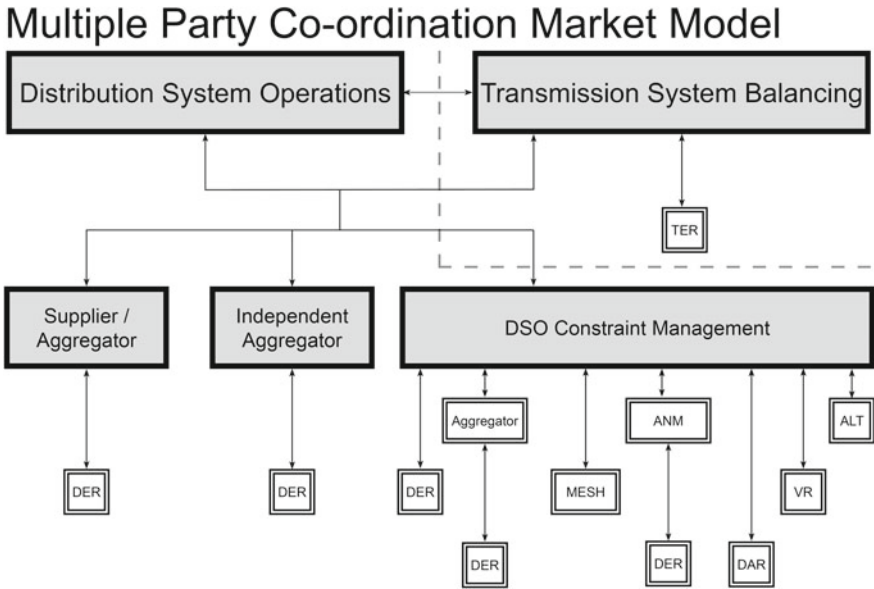 Multiple Party Co-ordination Market Model
Distribution System Operations
Transmission System Balancing
TER
Supplier /
Aggregator
Independent
Aggregator
DSO Constraint Management
Aggregator
ANM
ALT
DER
DER
DER
MESH
VR
DER
DER
DAR